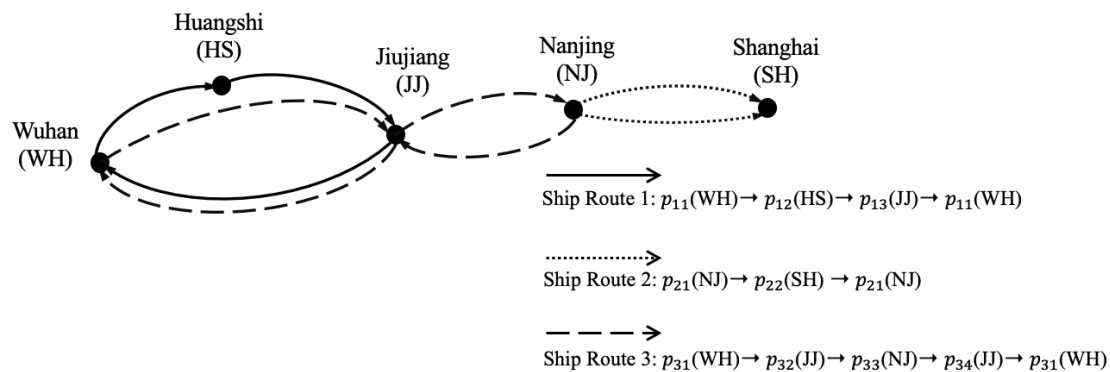 Huangshi
(HS)
Jiujiang
(JJ)
Nanjing
(NJ)
Shanghai
(SH)
Wuhan
(WH)
Ship Route 1: p₁₁(WH)→ p₁₂(HS)→ p₁₃(JJ)→ p₁₁(WH)
Ship Route 2: p₂₁(NJ)→ p₂₂(SH) → p₂₁(NJ)
Ship Route 3: p₃₁(WH)→ p₃₂(JJ)→ p₃₃(NJ)→ p₃₄(JJ)→ p₃₁(WH)